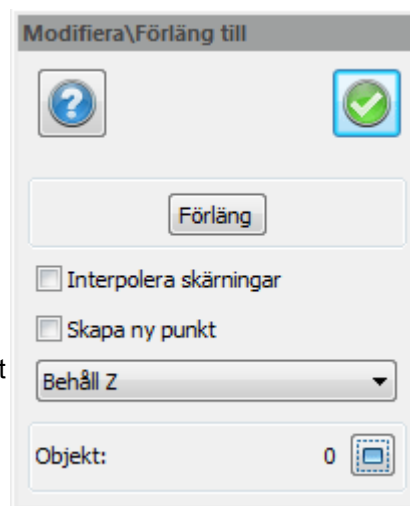 Modifiera\Förläng till
Förläng
Interpolera skärningar
Skapa ny punkt
t
Behåll Z
Objekt: 0